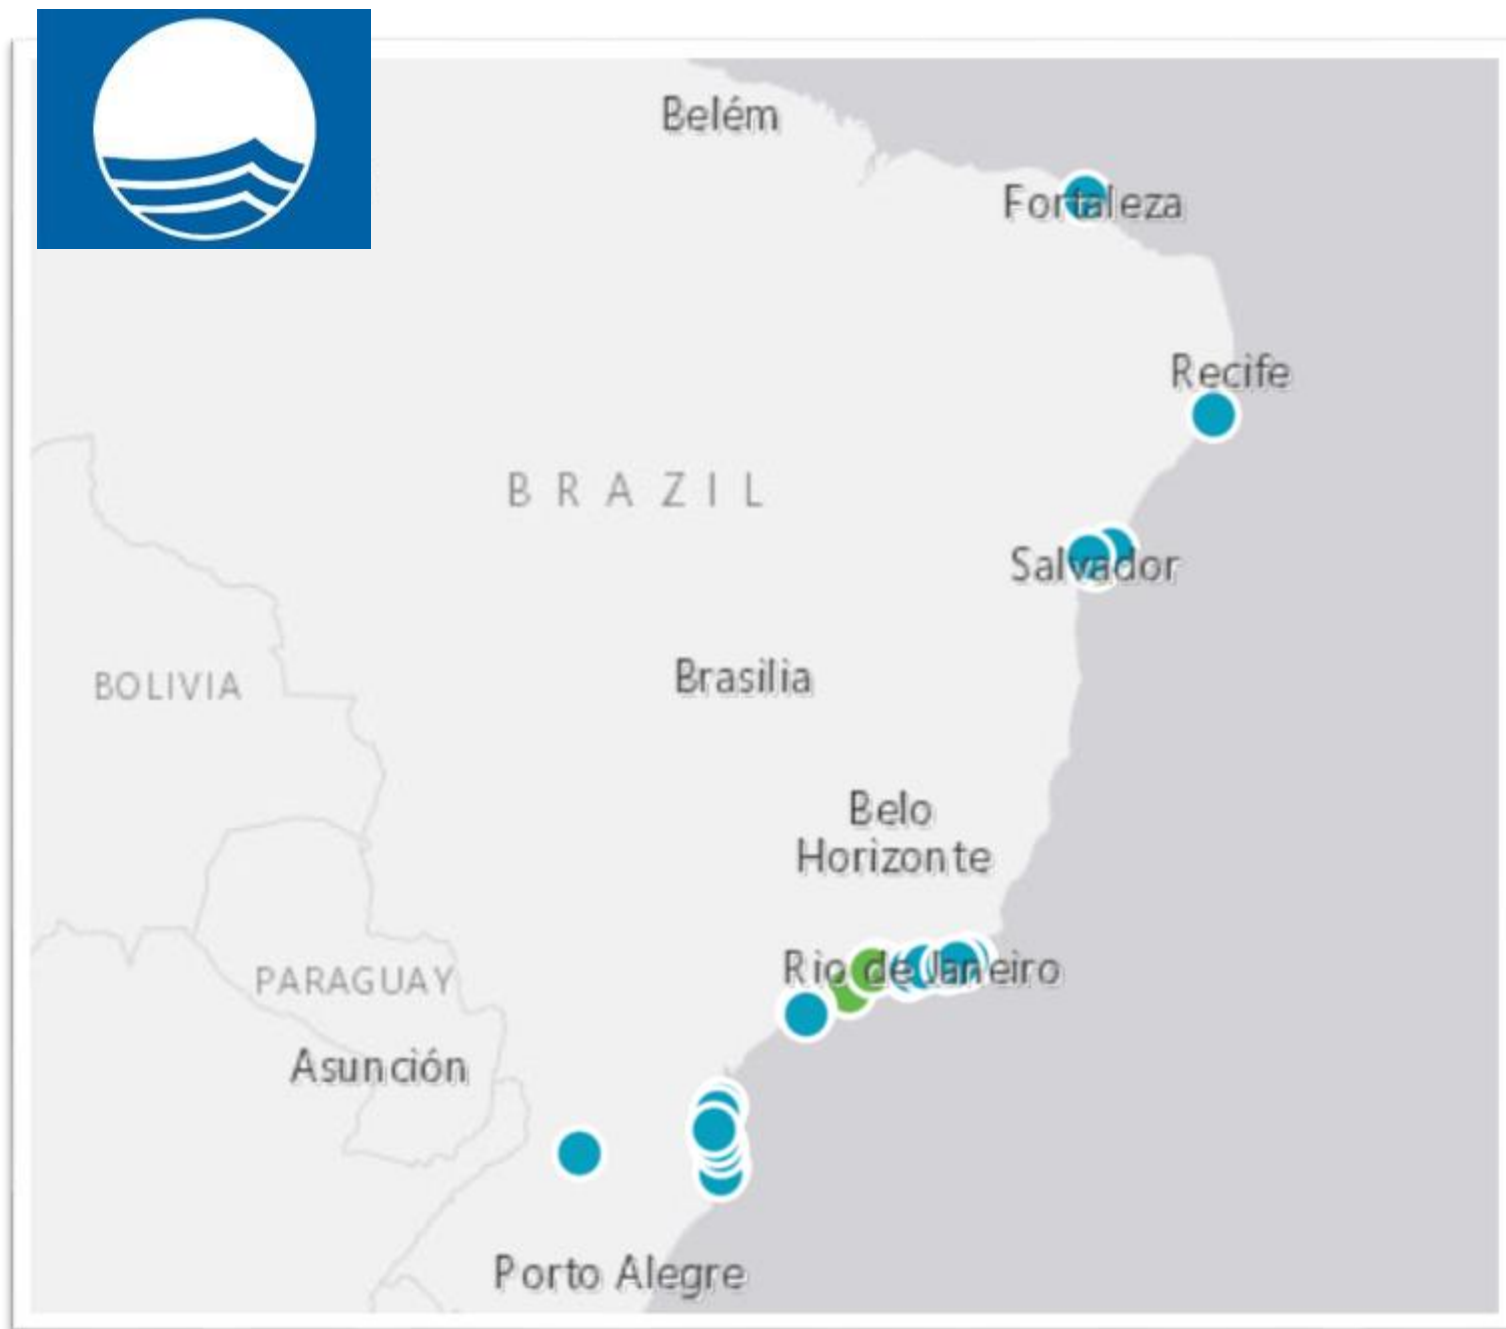 Belém
Fortaleza
Recife
BRAZIL
Salvador
Brasilia
BOLIVIA
Belo
Horizonte
Rio de Janeiro
PARAGUAY
Asunción
Porto Alegre